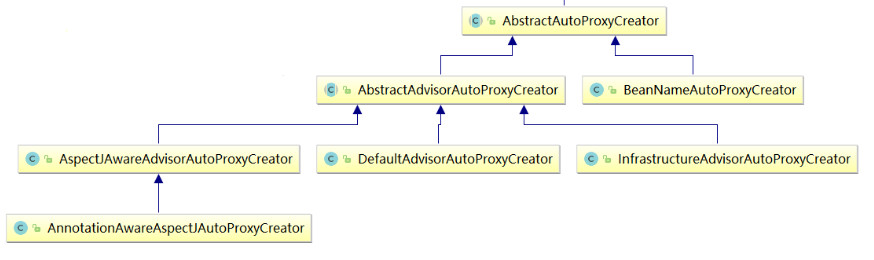 AbstractAutoProxyCreator
AbstractAdvisorAutoProxyCreator
BeanNameAutoProxyCreator
AspectJAwareAdvisorAutoProxyCreator
DefaultAdvisorAutoProxyCreator
InfrastructureAdvisorAutoProxyCreator
AnnotationAwareAspectJAutoProxyCreator